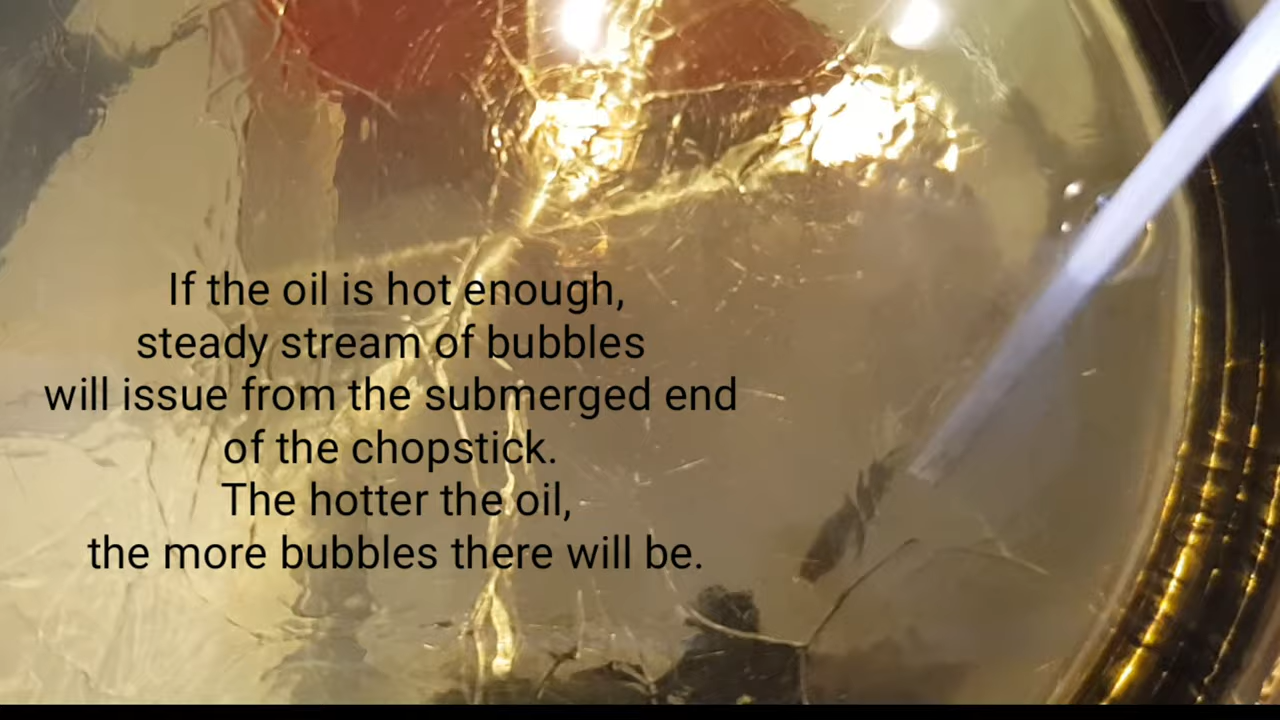 If the oil is hot enough,
steady stream of bubbles
will issue from the submerged end
of the chopstick.
The hotter the oil,
the more bubbles there will be.